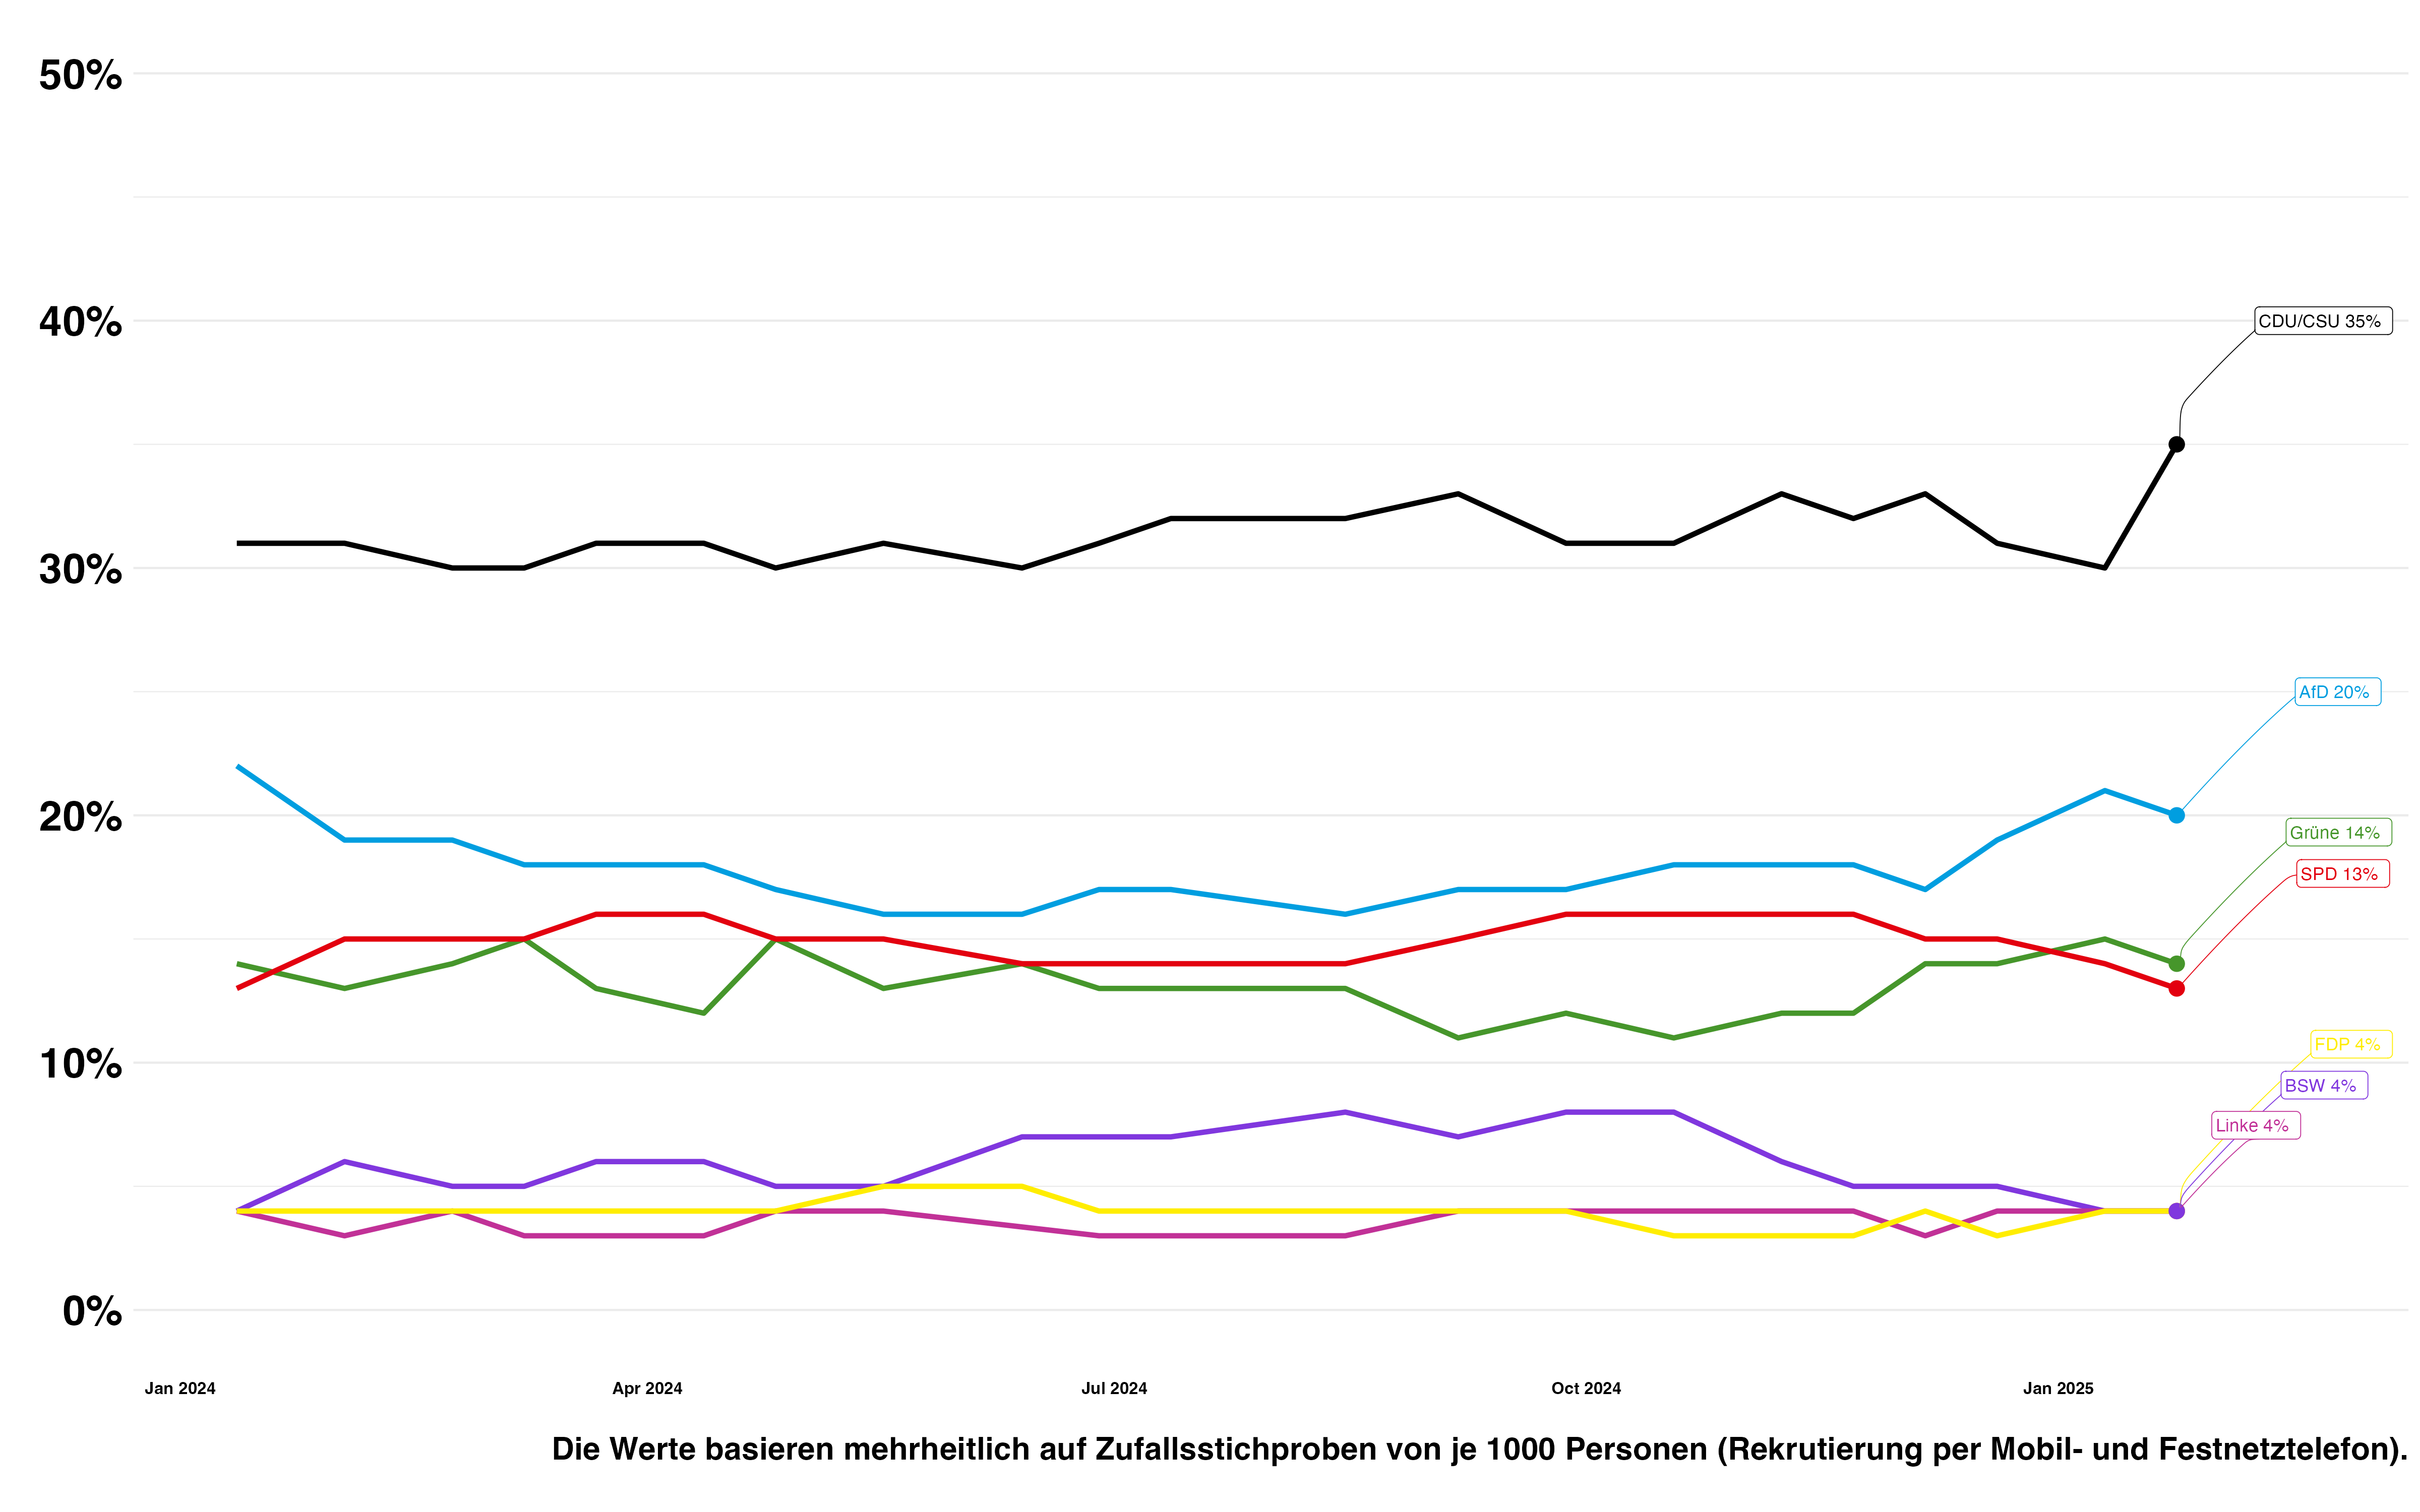 50%
40%
30%
20%
10%
0%
CDU/CSU 35%
AfD 20%
Grüne 14%
SPD 13%
FDP 4%
BSW 4%
Linke 4%
Jan 2024 Apr 2024 Jul 2024 Oct 2024 Jan 2025
Die Werte basieren mehrheitlich auf Zufallsstichproben von je 1000 Personen (Rekrutierung per Mobil- und Festnetztelefon).